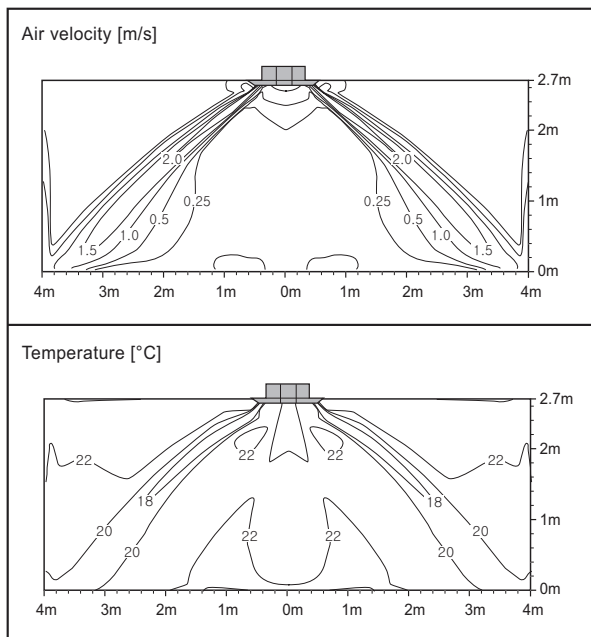 Air velocity [m/s]
2.7m
2m
2.0 2.0
1m
0.25 0.25
0.5 0.5
1.0 1.0
1.5 1.5
0m
4m 3m 2m 1m 0m 1m 2m 3m 4m
Temperature [°C]
2.7m
2m
22 22 22 22
18 18
1m
20 22 22 20
20 20
0m
4m 3m 2m 1m 0m 1m 2m 3m 4m